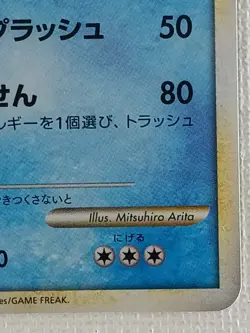 プラッシュ 50
せん 80
ルギーを1個選び、トラッシュ
きつくさないと
Illus. Mitsuhiro Arita
にげる
0
es/GAME FREAK.